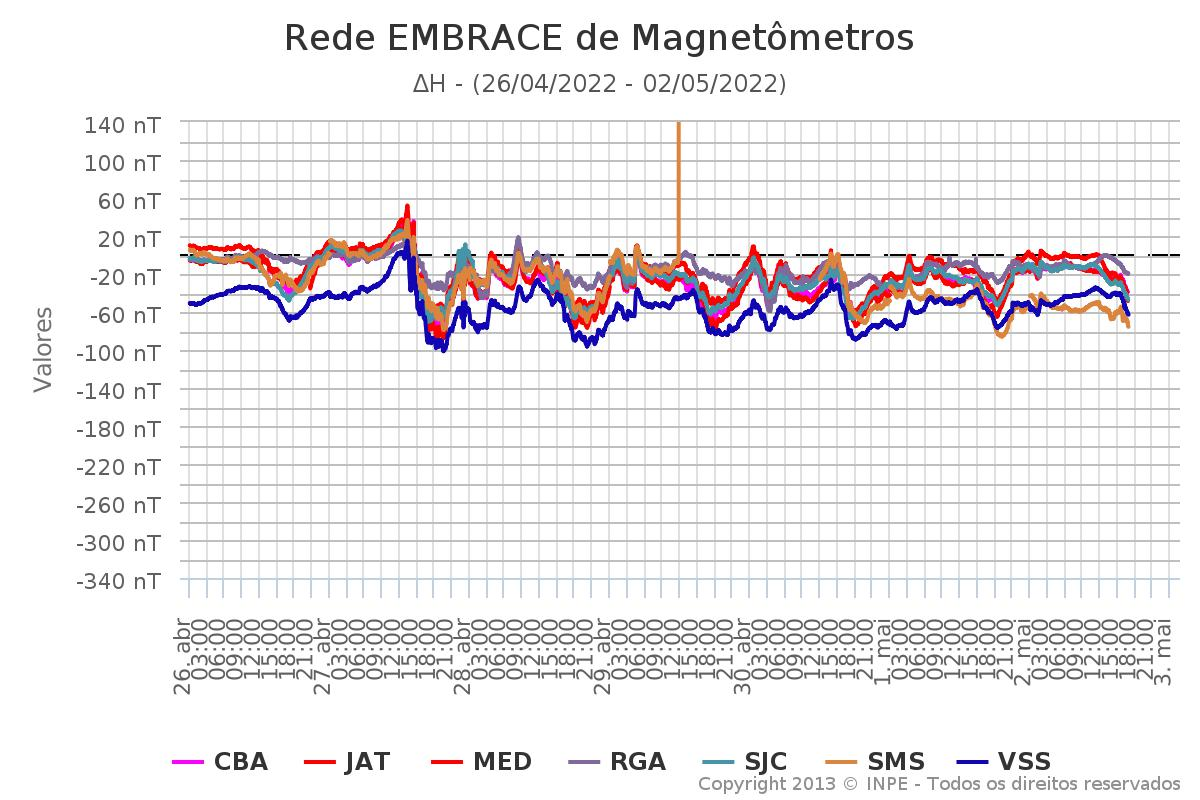 Rede EMBRACE de Magnetômetros
ΔH - (26/04/2022 - 02/05/2022)
Valores
140 nT
100 nT
60 nT
20 nT
-20 nT
-60 nT
-100 nT
-140 nT
-180 nT
-220 nT
-260 nT
-300 nT
-340 nT
26. abr
03:00
06:00
09:00
12:00
15:00
18:00
21:00
27. abr
03:00
06:00
09:00
12:00
15:00
18:00
21:00
28. abr
03:00
06:00
09:00
12:00
15:00
18:00
21:00
29. abr
03:00
06:00
09:00
12:00
15:00
18:00
21:00
30. abr
03:00
06:00
09:00
12:00
15:00
18:00
21:00
1. mai
03:00
06:00
09:00
12:00
15:00
18:00
21:00
2. mai
03:00
06:00
09:00
12:00
15:00
18:00
21:00
3. mai
CBA JAT MED RGA SJC SMS VSS
Copyright 2013 © INPE - Todos os direitos reservados